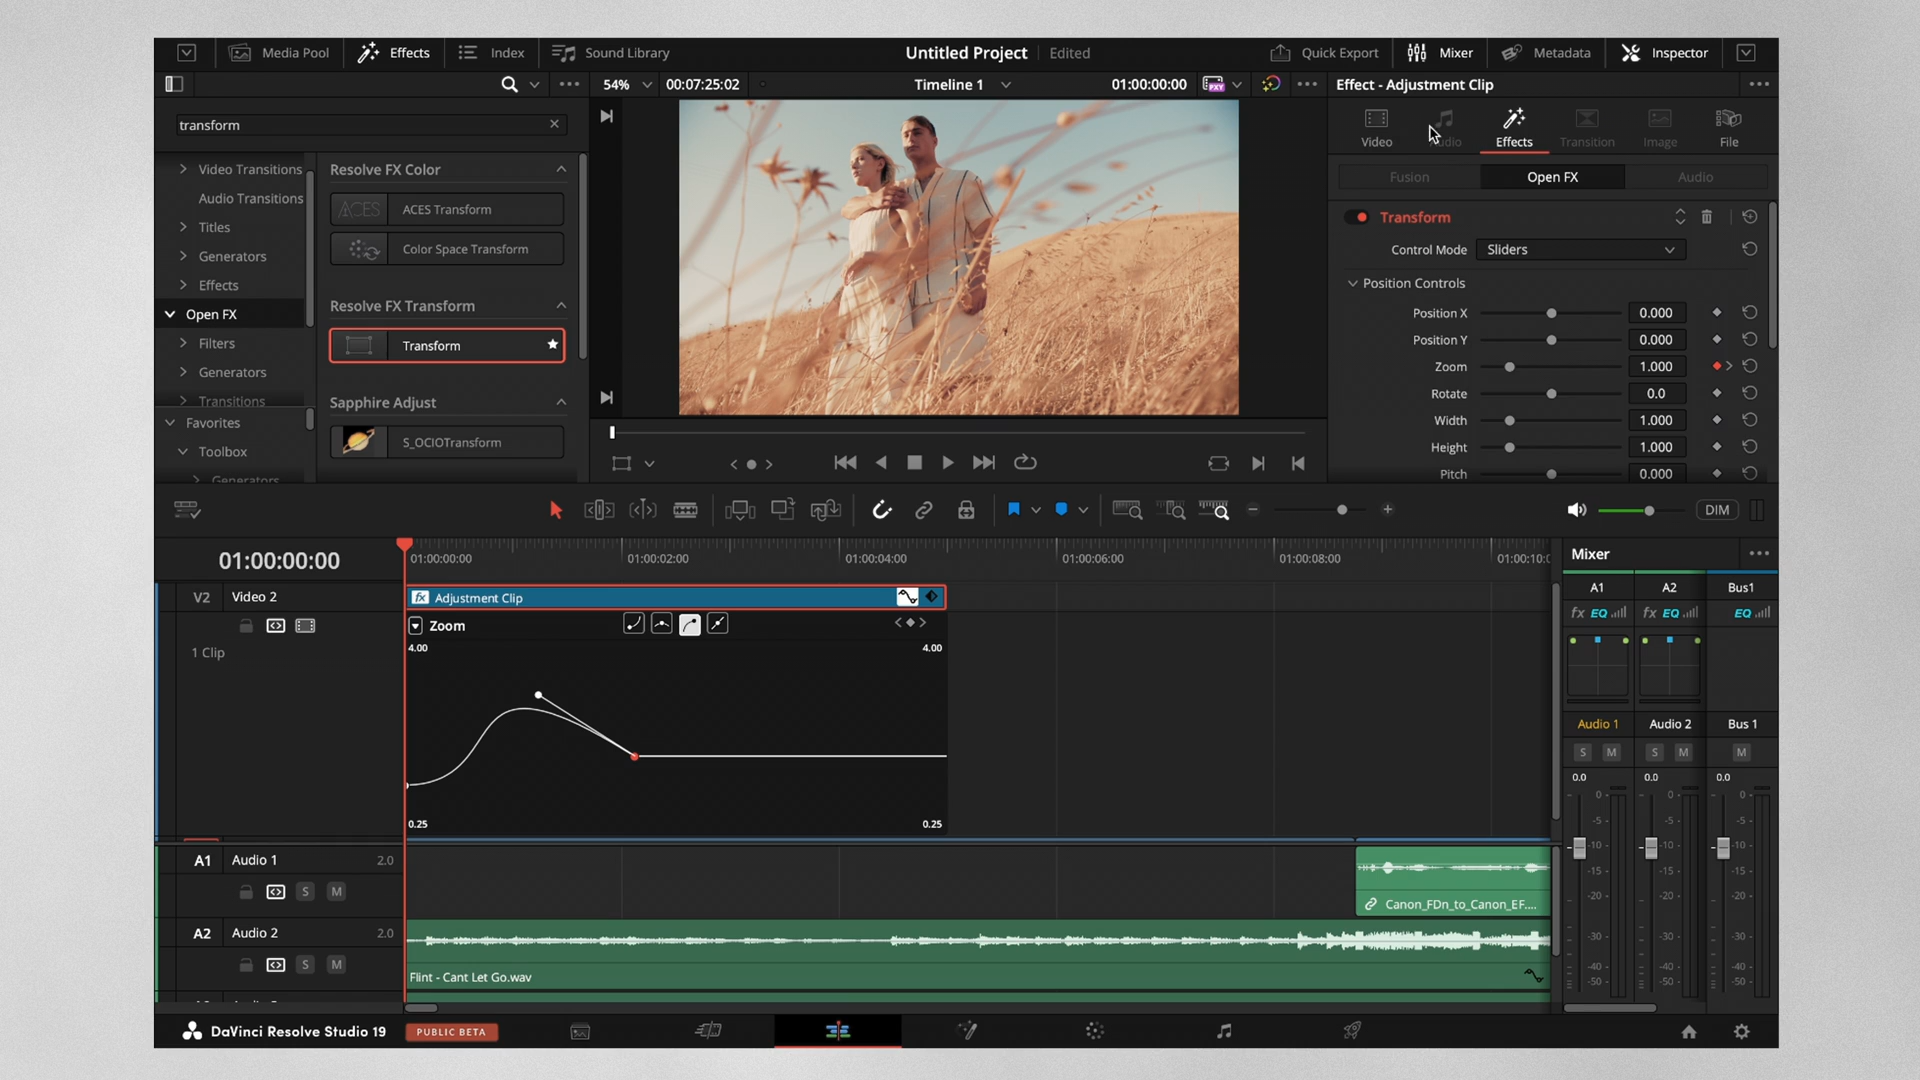 Media Pool Effects Index Sound Library Untitled Project Edited Quick Export Mixer Metadata Inspector
54% 00:07:25:02 Timeline 1 01:00:00:00 PXY Effect - Adjustment Clip
transform
Video Audio Effects Transition Image File
Fusion Open FX Audio
Video Transitions
Audio Transitions
Titles
Generators
Effects
Open FX
Filters
Generators
Transitions
Favorites
Toolbox
Generators
Resolve FX Color
ACES ACES Transform
Color Space Transform
Resolve FX Transform
Transform
Sapphire Adjust
S_OCIOTransform
Transform
Control Mode Sliders
Position Controls
Position X 0.000
Position Y 0.000
Zoom 1.000
Rotate 0.0
Width 1.000
Height 1.000
Pitch 0.000
DIM
01:00:00:00
01:00:00:00 01:00:02:00 01:00:04:00 01:00:06:00 01:00:08:00
V2 Video 2
1 Clip
fx Adjustment Clip
Zoom
4.00 4.00
0.25 0.25
A1 Audio 1 2.0
S M
Canon_FDn_to_Canon_EF....
A2 Audio 2 2.0
S M
Flint - Cant Let Go.wav
Mixer
A1 A2 Bus1
fx EQ fx EQ EQ
Audio 1 Audio 2 Bus 1
S M S M M
0.0 0.0 0.0
0- 0- 0-
-5- -5- -5-
-10- -10- -10-
-15- -15- -15-
-20- -20- -20-
-30- -30- -30-
-40- -40- -40-
-50- -50- -50-
DaVinci Resolve Studio 19 PUBLIC BETA